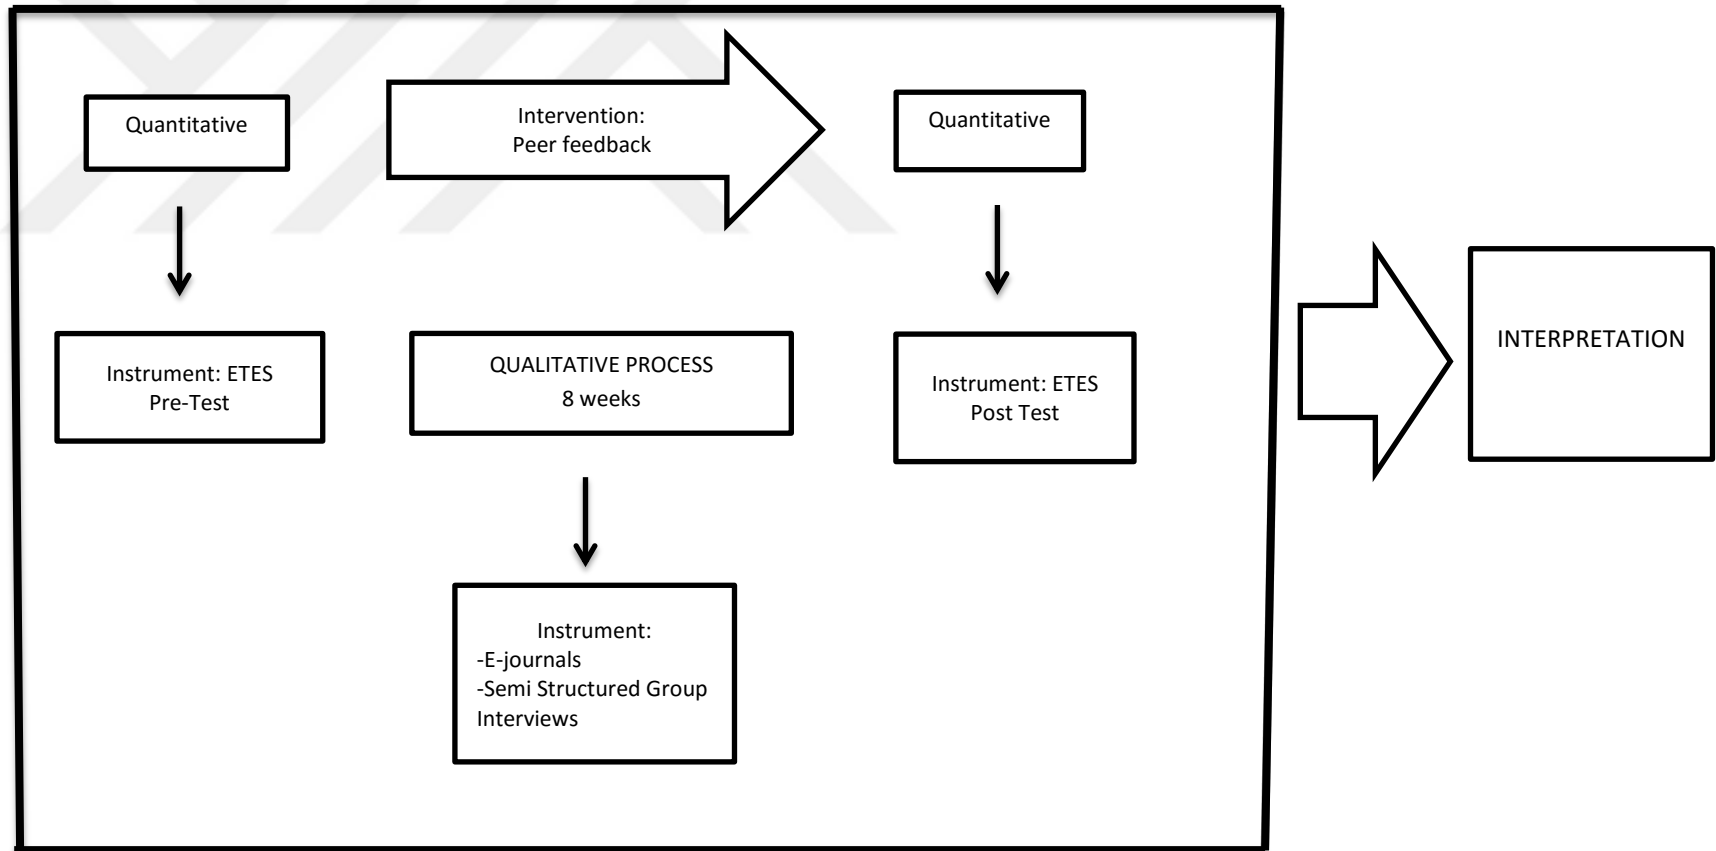 Quantitative
Intervention:
Peer feedback
Quantitative
Instrument: ETES
Pre-Test
QUALITATIVE PROCESS
8 weeks
Instrument: ETES
Post Test
Instrument:
-E-journals
-Semi Structured Group
Interviews
INTERPRETATION